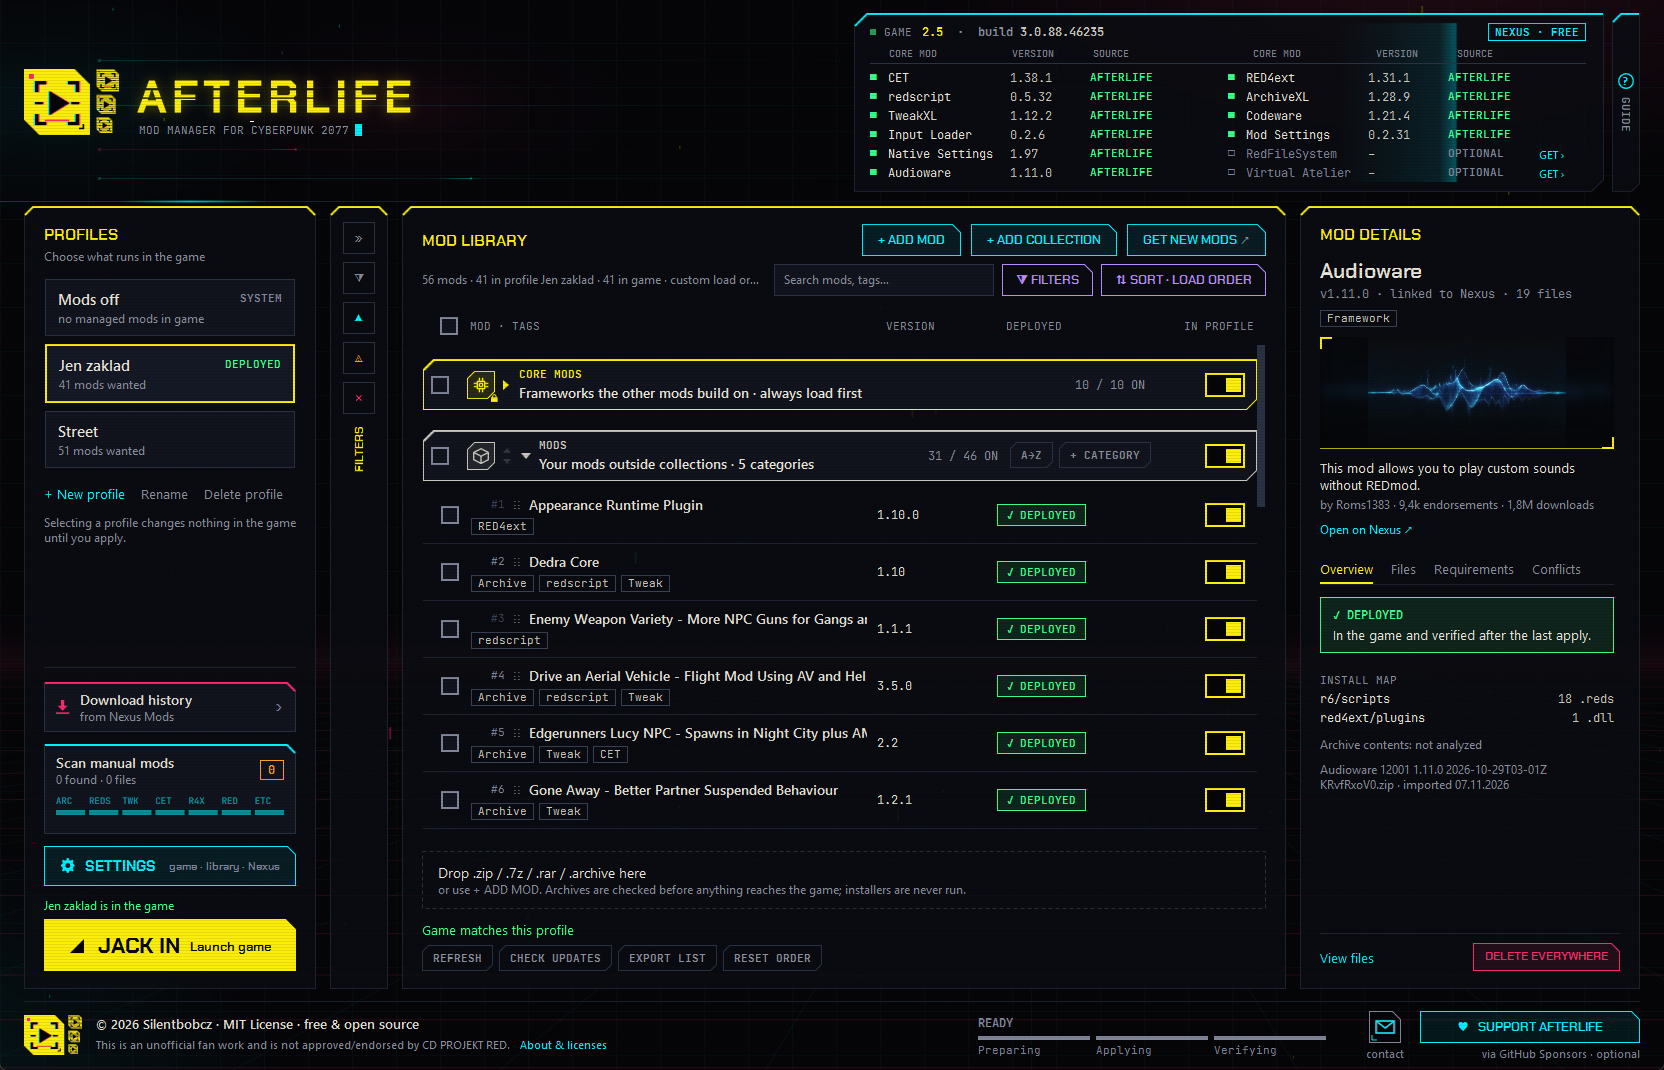 AFTERLIFE
MOD MANAGER FOR CYBERPUNK 2077
GAME 2.5 · build 3.0.88.46235
NEXUS · FREE
CORE MOD VERSION SOURCE CORE MOD VERSION SOURCE
CET 1.38.1 AFTERLIFE RED4ext 1.31.1 AFTERLIFE
redscript 0.5.32 AFTERLIFE ArchiveXL 1.28.9 AFTERLIFE
TweakXL 1.12.2 AFTERLIFE Codeware 1.21.4 AFTERLIFE
Input Loader 0.2.6 AFTERLIFE Mod Settings 0.2.31 AFTERLIFE
Native Settings 1.97 AFTERLIFE RedFileSystem – OPTIONAL GET ›
Audioware 1.11.0 AFTERLIFE Virtual Atelier – OPTIONAL GET ›
? GUIDE
PROFILES
Choose what runs in the game
Mods off SYSTEM
no managed mods in game
Jen zaklad DEPLOYED
41 mods wanted
Street
51 mods wanted
+ New profile Rename Delete profile
Selecting a profile changes nothing in the game
until you apply.
Download history ›
from Nexus Mods
Scan manual mods 0
0 found · 0 files
ARC REDS TWK CET R4X RED ETC
SETTINGS game · library · Nexus
Jen zaklad is in the game
JACK IN Launch game
»
FILTERS
MOD LIBRARY
+ ADD MOD
+ ADD COLLECTION
GET NEW MODS ↗
56 mods · 41 in profile Jen zaklad · 41 in game · custom load or...
Search mods, tags...
FILTERS
⇅ SORT · LOAD ORDER
MOD · TAGS VERSION DEPLOYED IN PROFILE
CORE MODS
Frameworks the other mods build on · always load first 10 / 10 ON
MODS
Your mods outside collections · 5 categories 31 / 46 ON A→Z + CATEGORY
#1 Appearance Runtime Plugin 1.10.0 ✓ DEPLOYED
RED4ext
#2 Dedra Core 1.10 ✓ DEPLOYED
Archive redscript Tweak
#3 Enemy Weapon Variety - More NPC Guns for Gangs ar 1.1.1 ✓ DEPLOYED
redscript
#4 Drive an Aerial Vehicle - Flight Mod Using AV and Hel 3.5.0 ✓ DEPLOYED
Archive redscript Tweak
#5 Edgerunners Lucy NPC - Spawns in Night City plus AM 2.2 ✓ DEPLOYED
Archive Tweak CET
#6 Gone Away - Better Partner Suspended Behaviour 1.2.1 ✓ DEPLOYED
Archive Tweak
Drop .zip / .7z / .rar / .archive here
or use + ADD MOD. Archives are checked before anything reaches the game; installers are never run.
Game matches this profile
REFRESH CHECK UPDATES EXPORT LIST RESET ORDER
MOD DETAILS
Audioware
v1.11.0 · linked to Nexus · 19 files
Framework
This mod allows you to play custom sounds
without REDmod.
by Roms1383 · 9,4k endorsements · 1,8M downloads
Open on Nexus ↗
Overview Files Requirements Conflicts
✓ DEPLOYED
In the game and verified after the last apply.
INSTALL MAP
r6/scripts 18 .reds
red4ext/plugins 1 .dll
Archive contents: not analyzed
Audioware 12001 1.11.0 2026-10-29T03-01Z
KRvfRxoV0.zip · imported 07.11.2026
View files
DELETE EVERYWHERE
© 2026 Silentbobcz · MIT License · free & open source
This is an unofficial fan work and is not approved/endorsed by CD PROJEKT RED. About & licenses
READY
Preparing Applying Verifying
contact
♥ SUPPORT AFTERLIFE
via GitHub Sponsors · optional